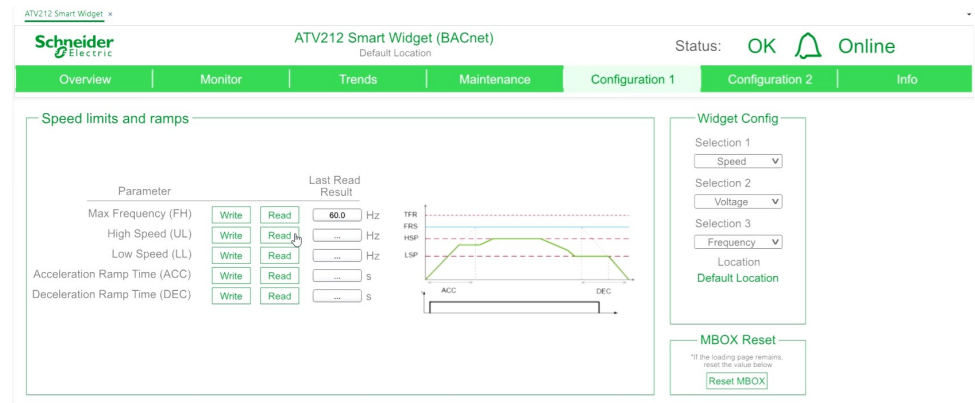 ATV212 Smart Widget ×
Schneider Electric
ATV212 Smart Widget (BACnet)
Default Location
Status: OK Online
Overview Monitor Trends Maintenance Configuration 1 Configuration 2 Info
Speed limits and ramps
Parameter
Last Read
Result
Max Frequency (FH) Write Read 60.0 Hz
High Speed (UL) Write Read ... Hz
Low Speed (LL) Write Read ... Hz
Acceleration Ramp Time (ACC) Write Read ... s
Deceleration Ramp Time (DEC) Write Read ... s
TFR
FRS
HSP
LSP
ACC DEC
Widget Config
Selection 1
Speed V
Selection 2
Voltage V
Selection 3
Frequency V
Location
Default Location
MBOX Reset
*If the loading page remains,
reset the value below
Reset MBOX